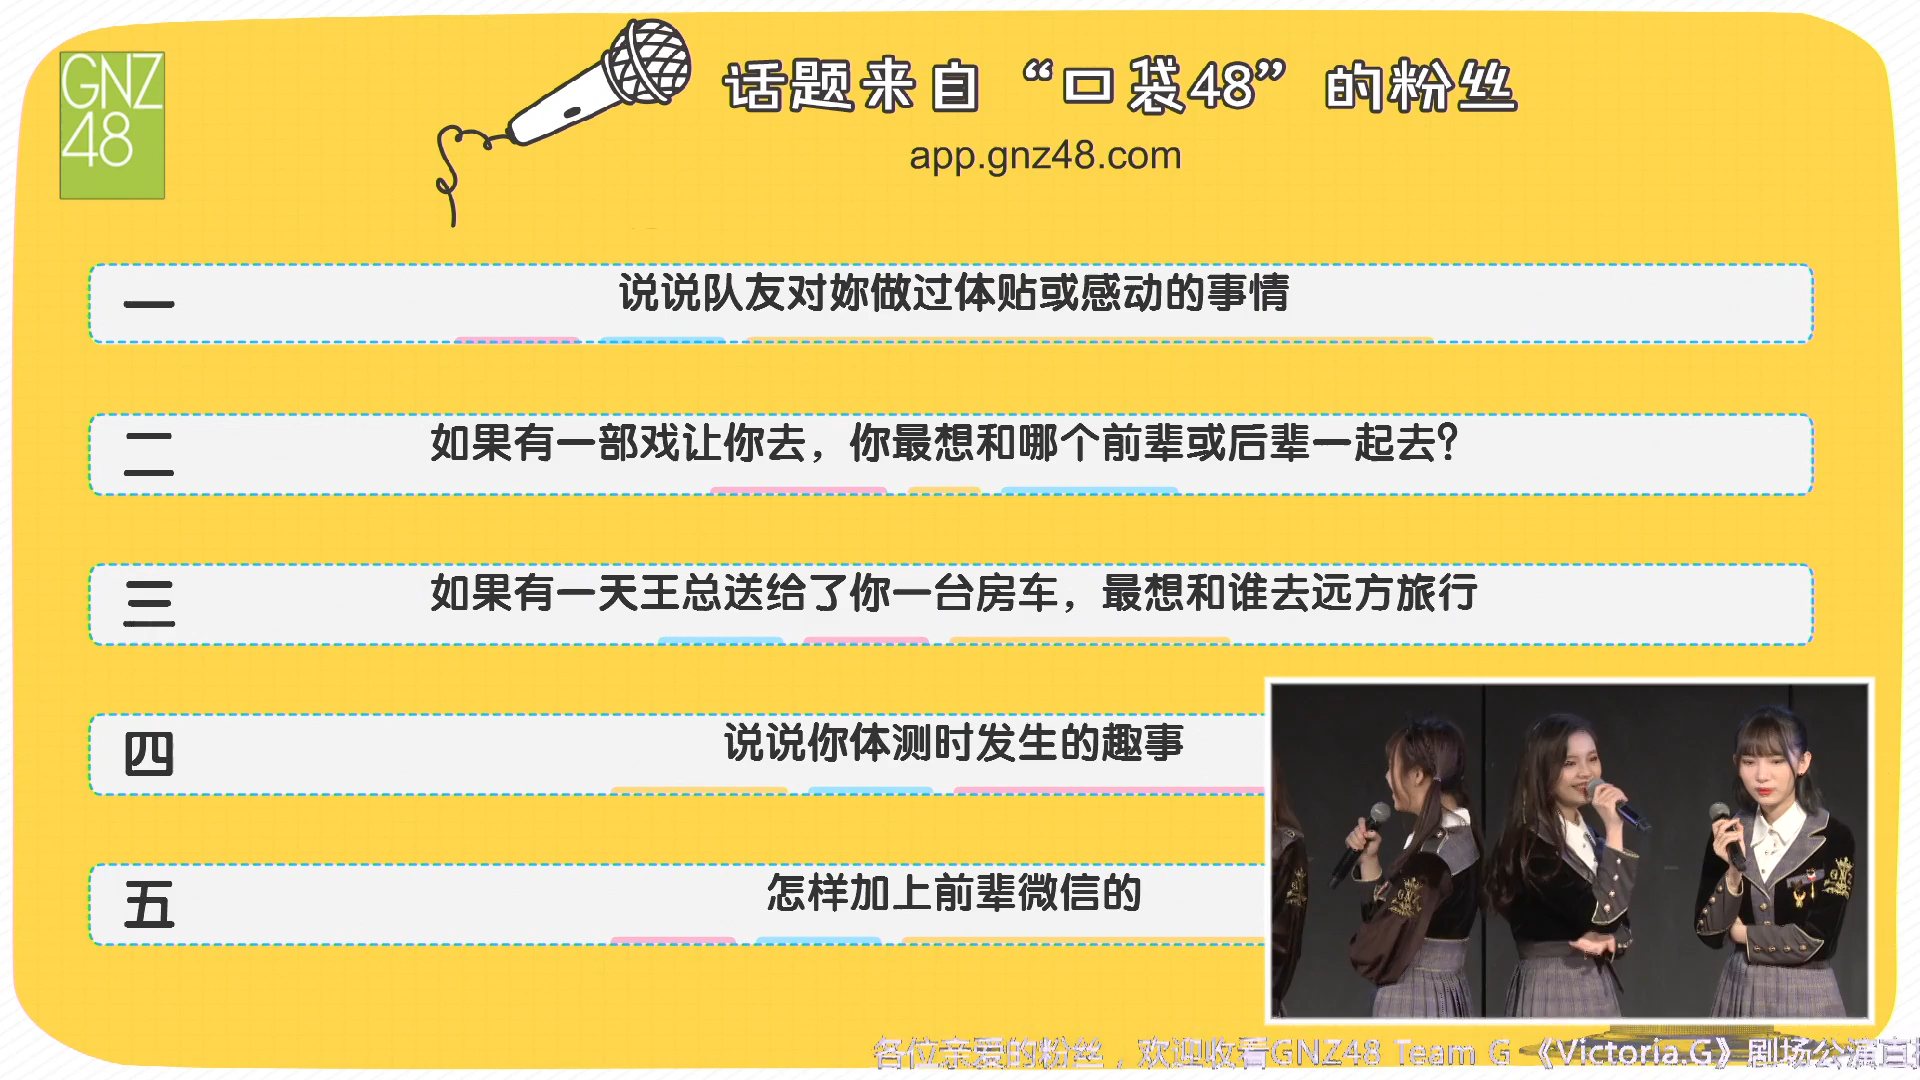 GNZ
48
话题来自“口袋48”的粉丝
app.gnz48.com
一 说说队友对妳做过体贴或感动的事情
二 如果有一部戏让你去，你最想和哪个前辈或后辈一起去？
三 如果有一天王总送给了你一台房车，最想和谁去远方旅行
四 说说你体测时发生的趣事
五 怎样加上前辈微信的
各位亲爱的粉丝，欢迎收看GNZ48 Team G 《Victoria.G》剧场公演直